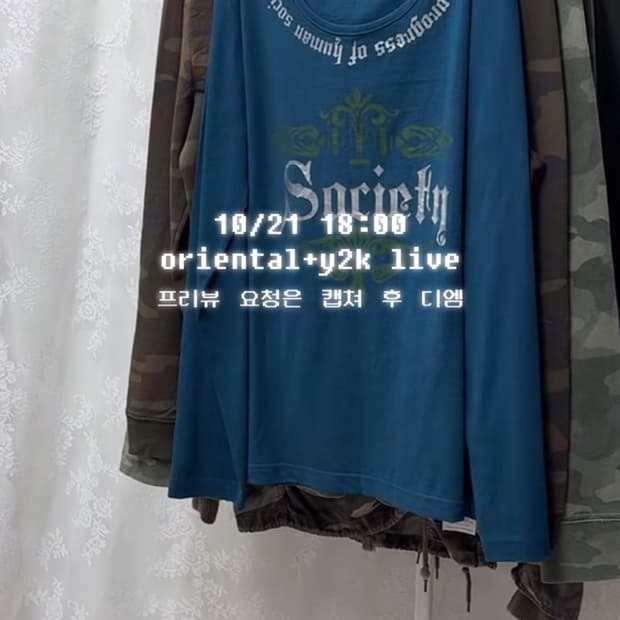 progress of human soci
Society
10/21 18:00
oriental+y2k live
프리뷰 요청은 캡쳐 후 디엠